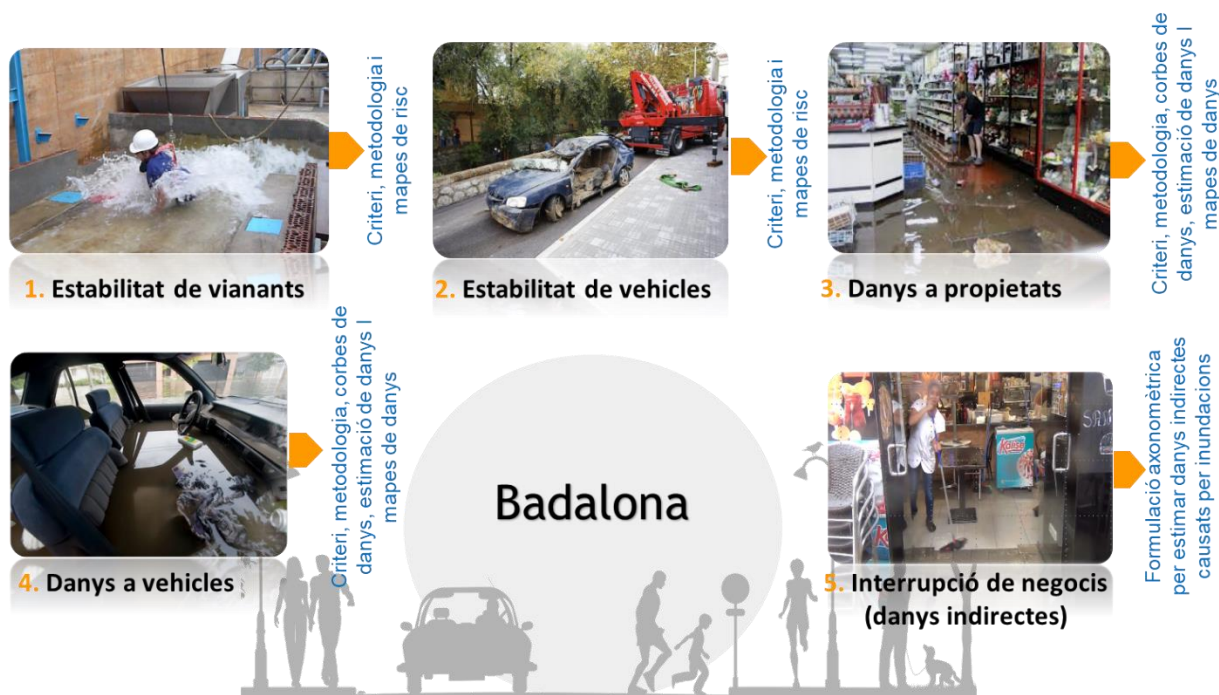 Criteri, metodologia i
mapes de risc
1. Estabilitat de vianants
Criteri, metodologia i
mapes de risc
2. Estabilitat de vehicles
Criteri, metodologia, corbes de
danys, estimació de danys I
mapes de danys
3. Danys a propietats
Criteri, metodologia, corbes de
danys, estimació de danys I
mapes de danys
4. Danys a vehicles
Badalona
Formulació axonomètrica
per estimar danys indirectes
causats per inundacions
5. Interrupció de negocis
(danys indirectes)